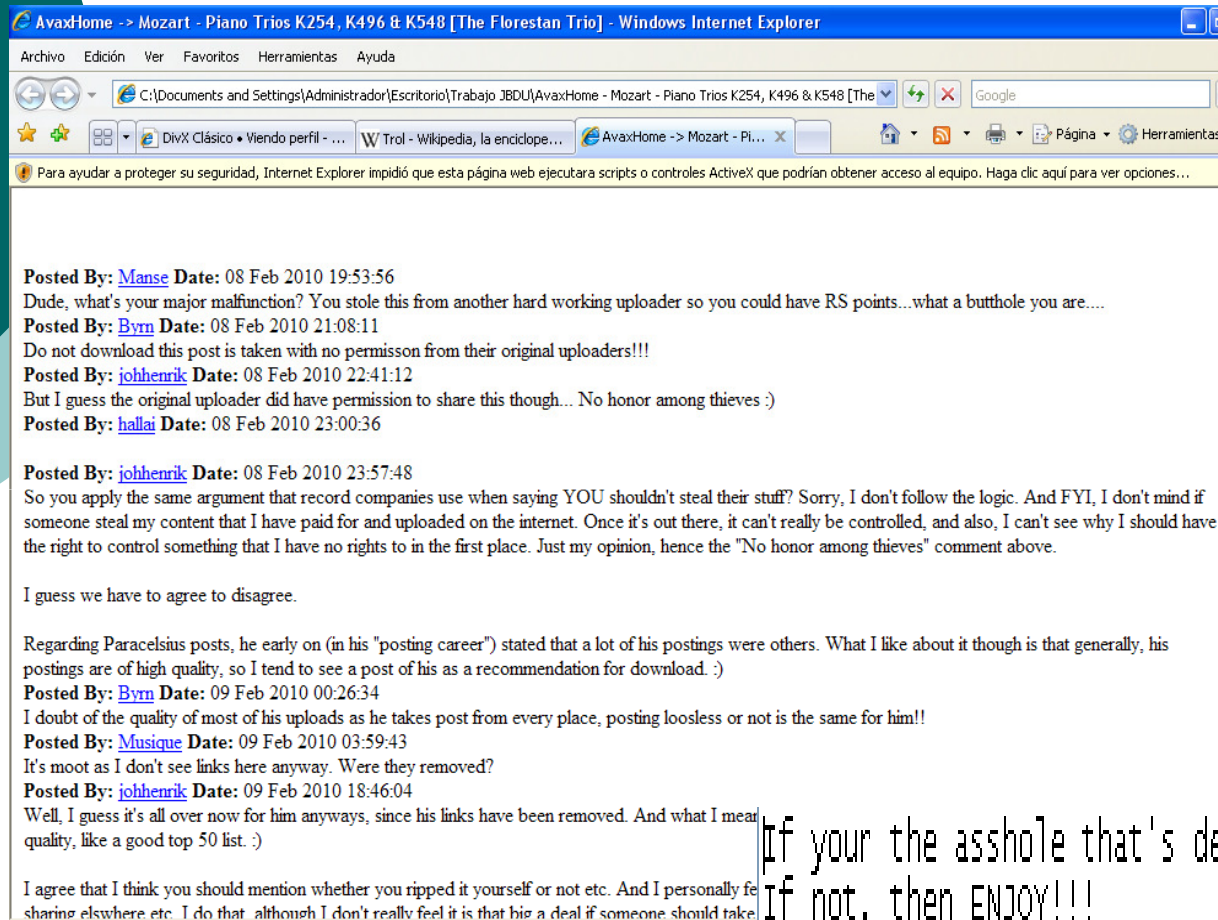 AvaxHome -> Mozart - Piano Trios K254, K496 & K548 [The Florestan Trio] - Windows Internet Explorer
Archivo Edición Ver Favoritos Herramientas Ayuda
C:\Documents and Settings\Administrador\Escritorio\Trabajo JBDU\AvaxHome - Mozart - Piano Trios K254, K496 & K548 [The
Google
DivX Clásico • Viendo perfil - ... W Trol - Wikipedia, la enciclope... AvaxHome -> Mozart - Pi... X Página Herramientas
Para ayudar a proteger su seguridad, Internet Explorer impidió que esta página web ejecutara scripts o controles ActiveX que podrían obtener acceso al equipo. Haga clic aquí para ver opciones...
Posted By: Manse Date: 08 Feb 2010 19:53:56
Dude, what's your major malfunction? You stole this from another hard working uploader so you could have RS points...what a butthole you are....
Posted By: Byrn Date: 08 Feb 2010 21:08:11
Do not download this post is taken with no permisson from their original uploaders!!!
Posted By: johhenrik Date: 08 Feb 2010 22:41:12
But I guess the original uploader did have permission to share this though... No honor among thieves :)
Posted By: hallai Date: 08 Feb 2010 23:00:36
Posted By: johhenrik Date: 08 Feb 2010 23:57:48
So you apply the same argument that record companies use when saying YOU shouldn't steal their stuff? Sorry, I don't follow the logic. And FYI, I don't mind if
someone steal my content that I have paid for and uploaded on the internet. Once it's out there, it can't really be controlled, and also, I can't see why I should have
the right to control something that I have no rights to in the first place. Just my opinion, hence the "No honor among thieves" comment above.
I guess we have to agree to disagree.
Regarding Paracelsius posts, he early on (in his "posting career") stated that a lot of his postings were others. What I like about it though is that generally, his
postings are of high quality, so I tend to see a post of his as a recommendation for download. :)
Posted By: Byrn Date: 09 Feb 2010 00:26:34
I doubt of the quality of most of his uploads as he takes post from every place, posting loosless or not is the same for him!!
Posted By: Musique Date: 09 Feb 2010 03:59:43
It's moot as I don't see links here anyway. Were they removed?
Posted By: johhenrik Date: 09 Feb 2010 18:46:04
Well, I guess it's all over now for him anyways, since his links have been removed. And what I mear
quality, like a good top 50 list. :)
If your the asshole that's de
I agree that I think you should mention whether you ripped it yourself or not etc. And I personally fe
If not, then ENJOY!!!
sharing elswhere etc. I do that, although I don't really feel it is that big a deal if someone should take